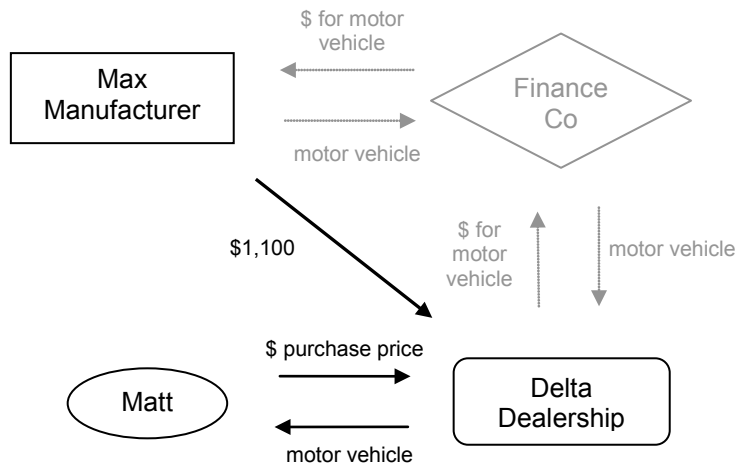 $ for motor
vehicle
Max
Manufacturer
Finance
Co
motor vehicle
$1,100
$ for
motor
vehicle
motor vehicle
$ purchase price
Matt
Delta
Dealership
motor vehicle